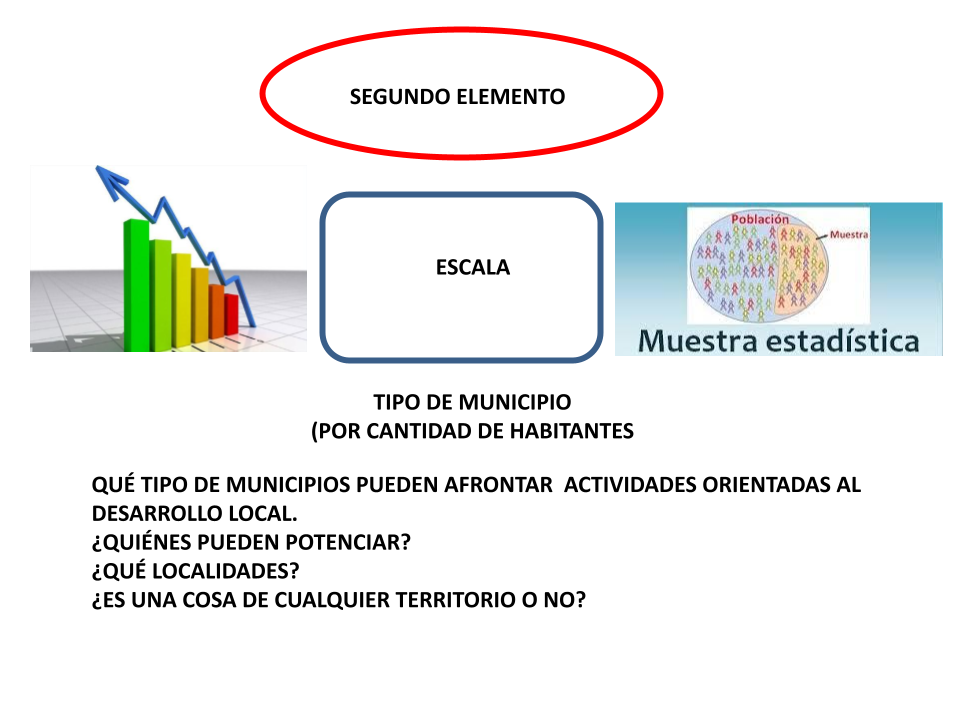 SEGUNDO ELEMENTO
ESCALA
Población
Muestra
Muestra estadística
TIPO DE MUNICIPIO
(POR CANTIDAD DE HABITANTES
QUÉ TIPO DE MUNICIPIOS PUEDEN AFRONTAR  ACTIVIDADES ORIENTADAS AL
DESARROLLO LOCAL.
¿QUIÉNES PUEDEN POTENCIAR?
¿QUÉ LOCALIDADES?
¿ES UNA COSA DE CUALQUIER TERRITORIO O NO?